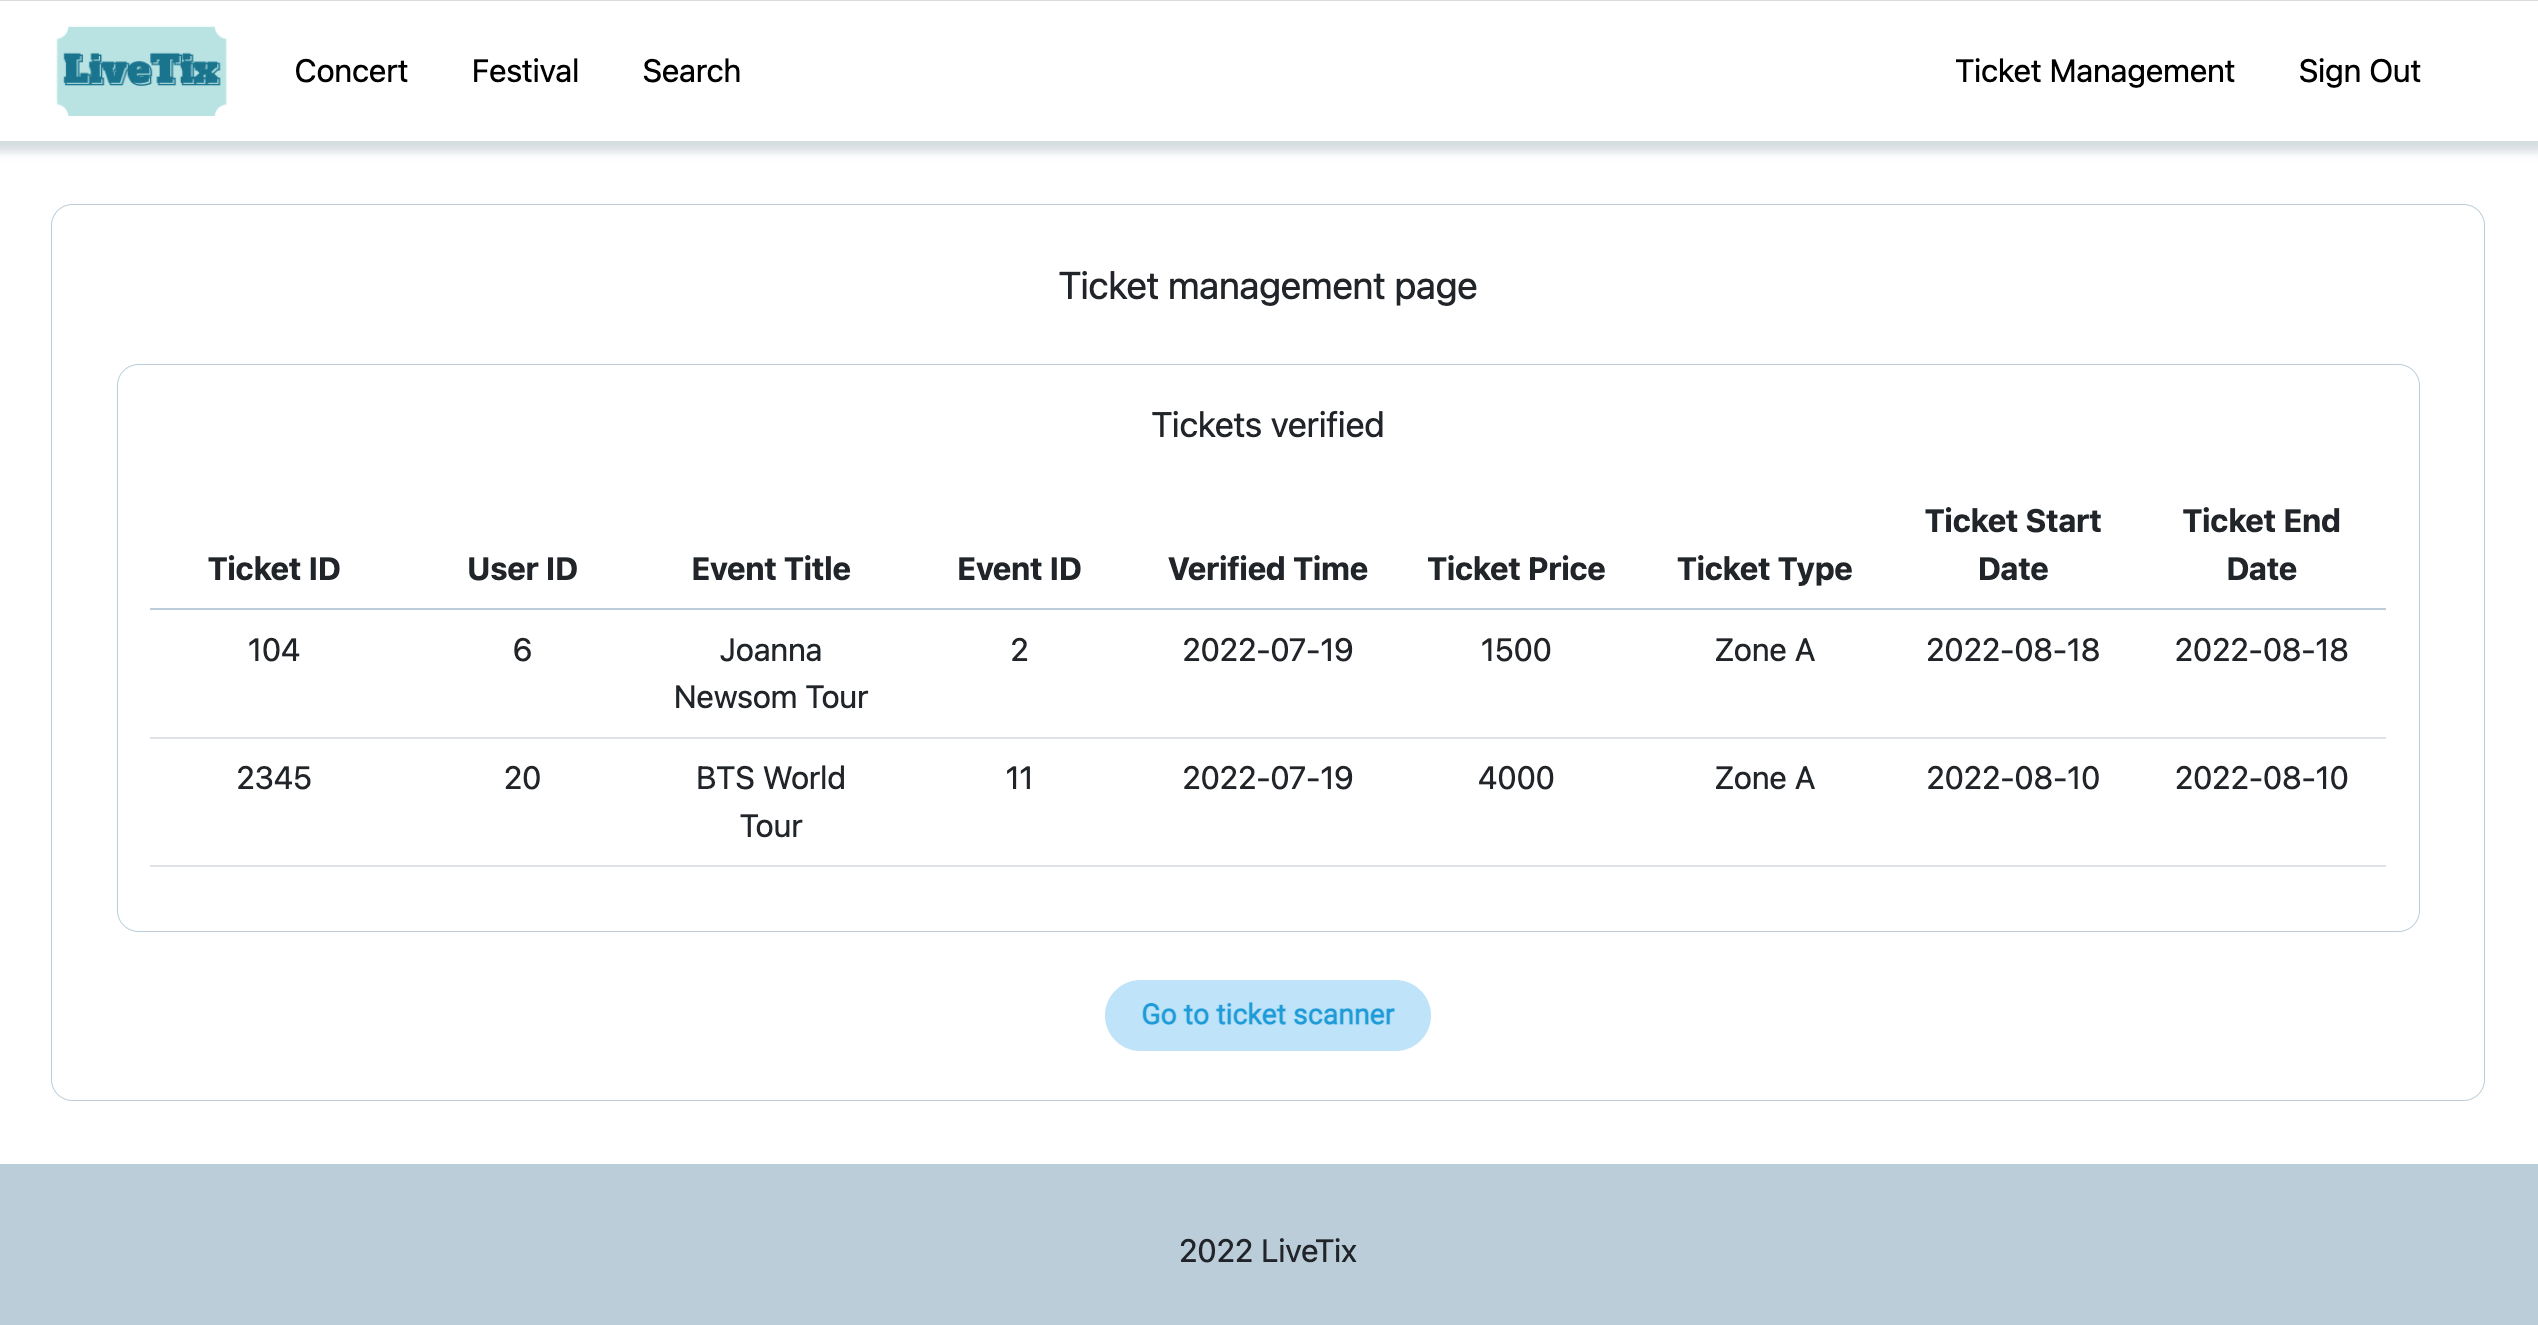 LiveTix Concert Festival Search Ticket Management Sign Out
Ticket management page
Tickets verified
Ticket ID User ID Event Title Event ID Verified Time Ticket Price Ticket Type Ticket Start Date Ticket End Date
104 6 Joanna Newsom Tour 2 2022-07-19 1500 Zone A 2022-08-18 2022-08-18
2345 20 BTS World Tour 11 2022-07-19 4000 Zone A 2022-08-10 2022-08-10
Go to ticket scanner
2022 LiveTix